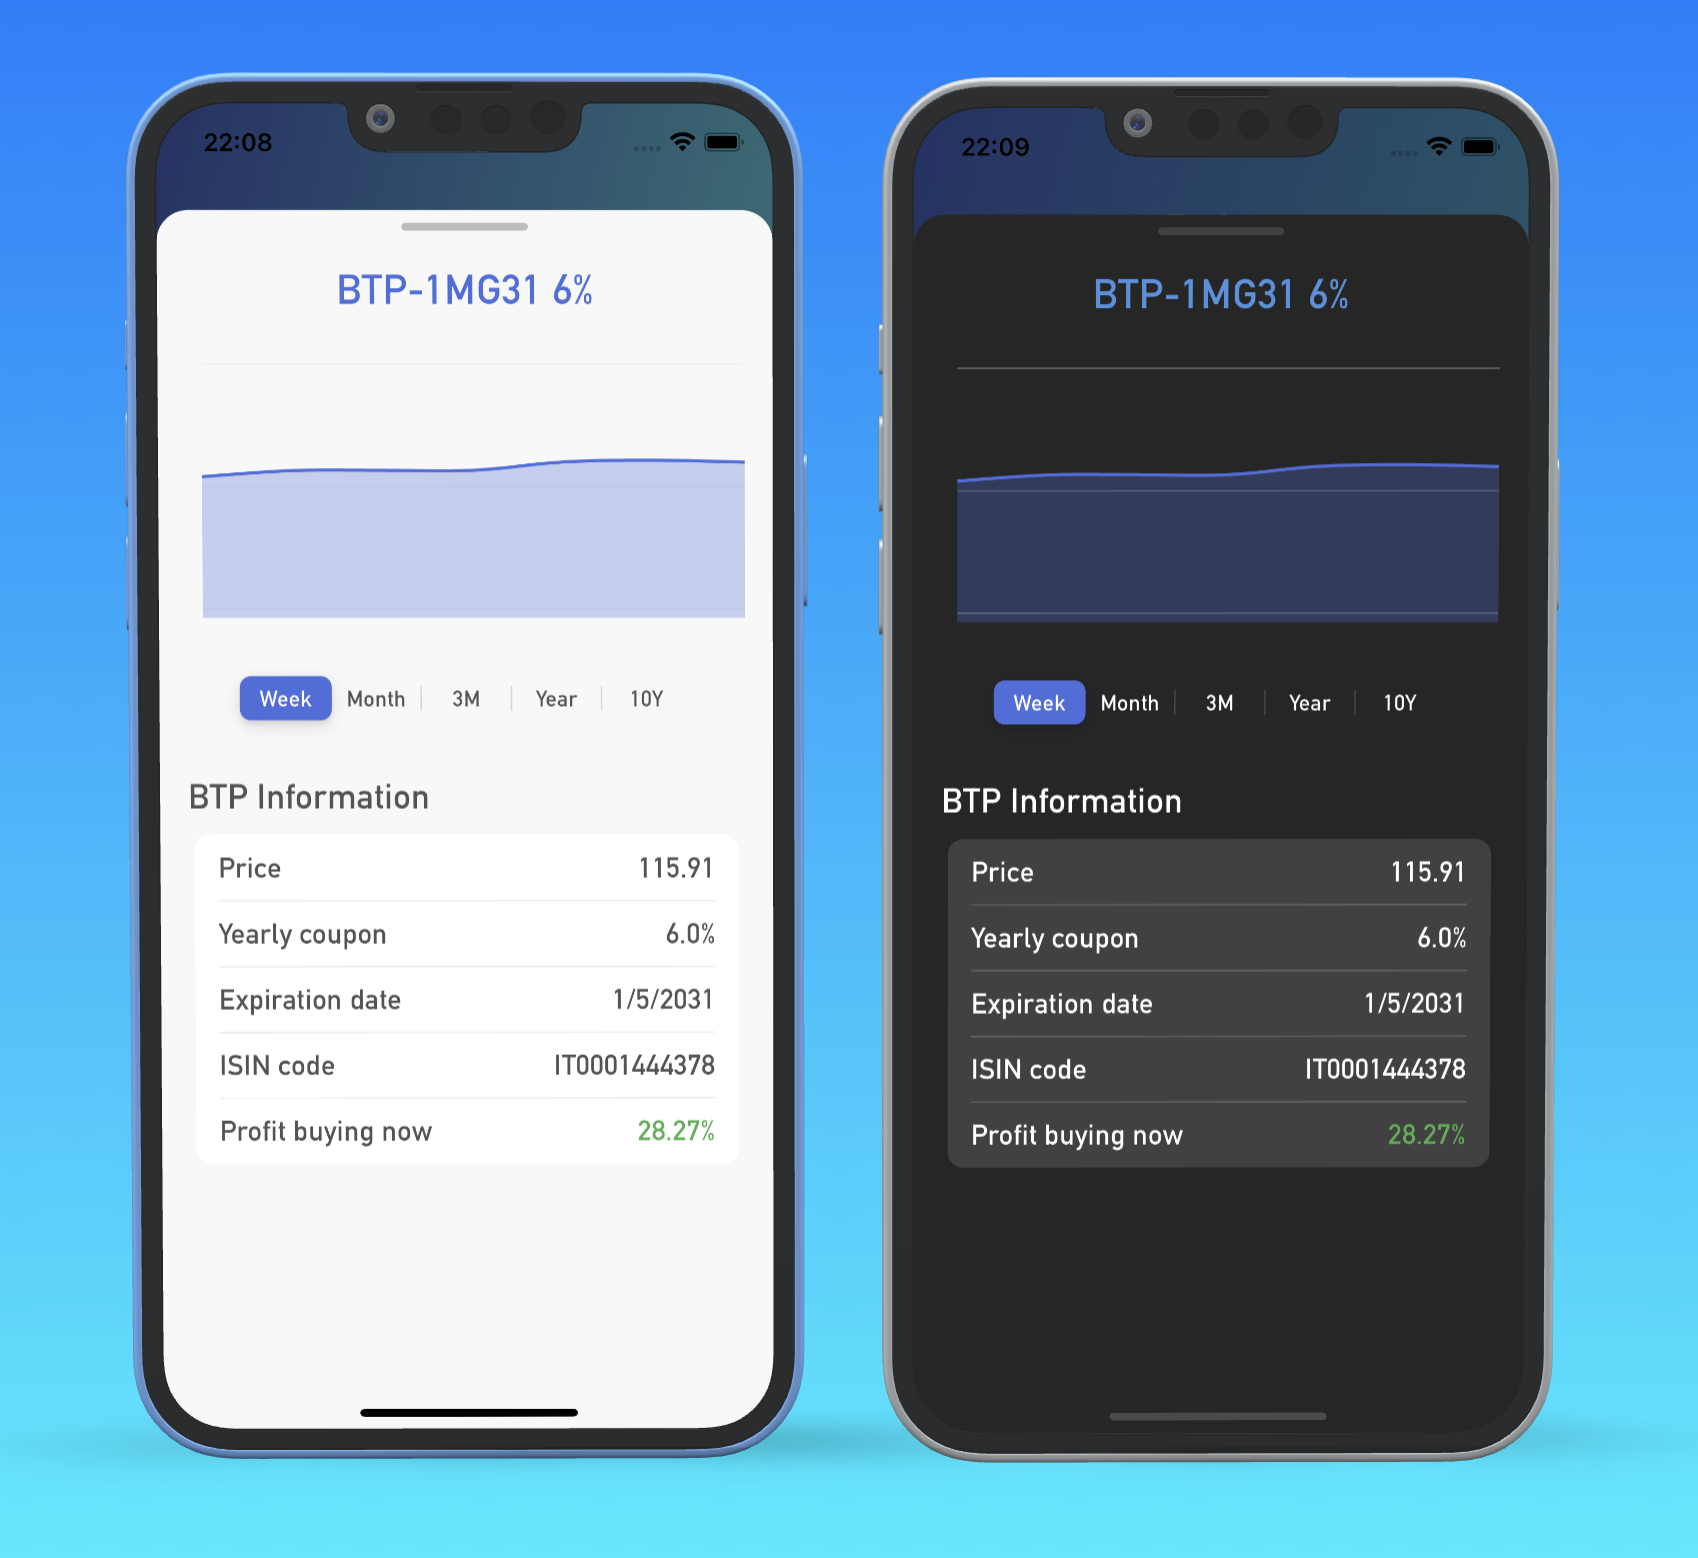 22:08
BTP-1MG31 6%
Week Month 3M Year 10Y
BTP Information
Price 115.91
Yearly coupon 6.0%
Expiration date 1/5/2031
ISIN code IT0001444378
Profit buying now 28.27%
22:09
BTP-1MG31 6%
Week Month 3M Year 10Y
BTP Information
Price 115.91
Yearly coupon 6.0%
Expiration date 1/5/2031
ISIN code IT0001444378
Profit buying now 28.27%